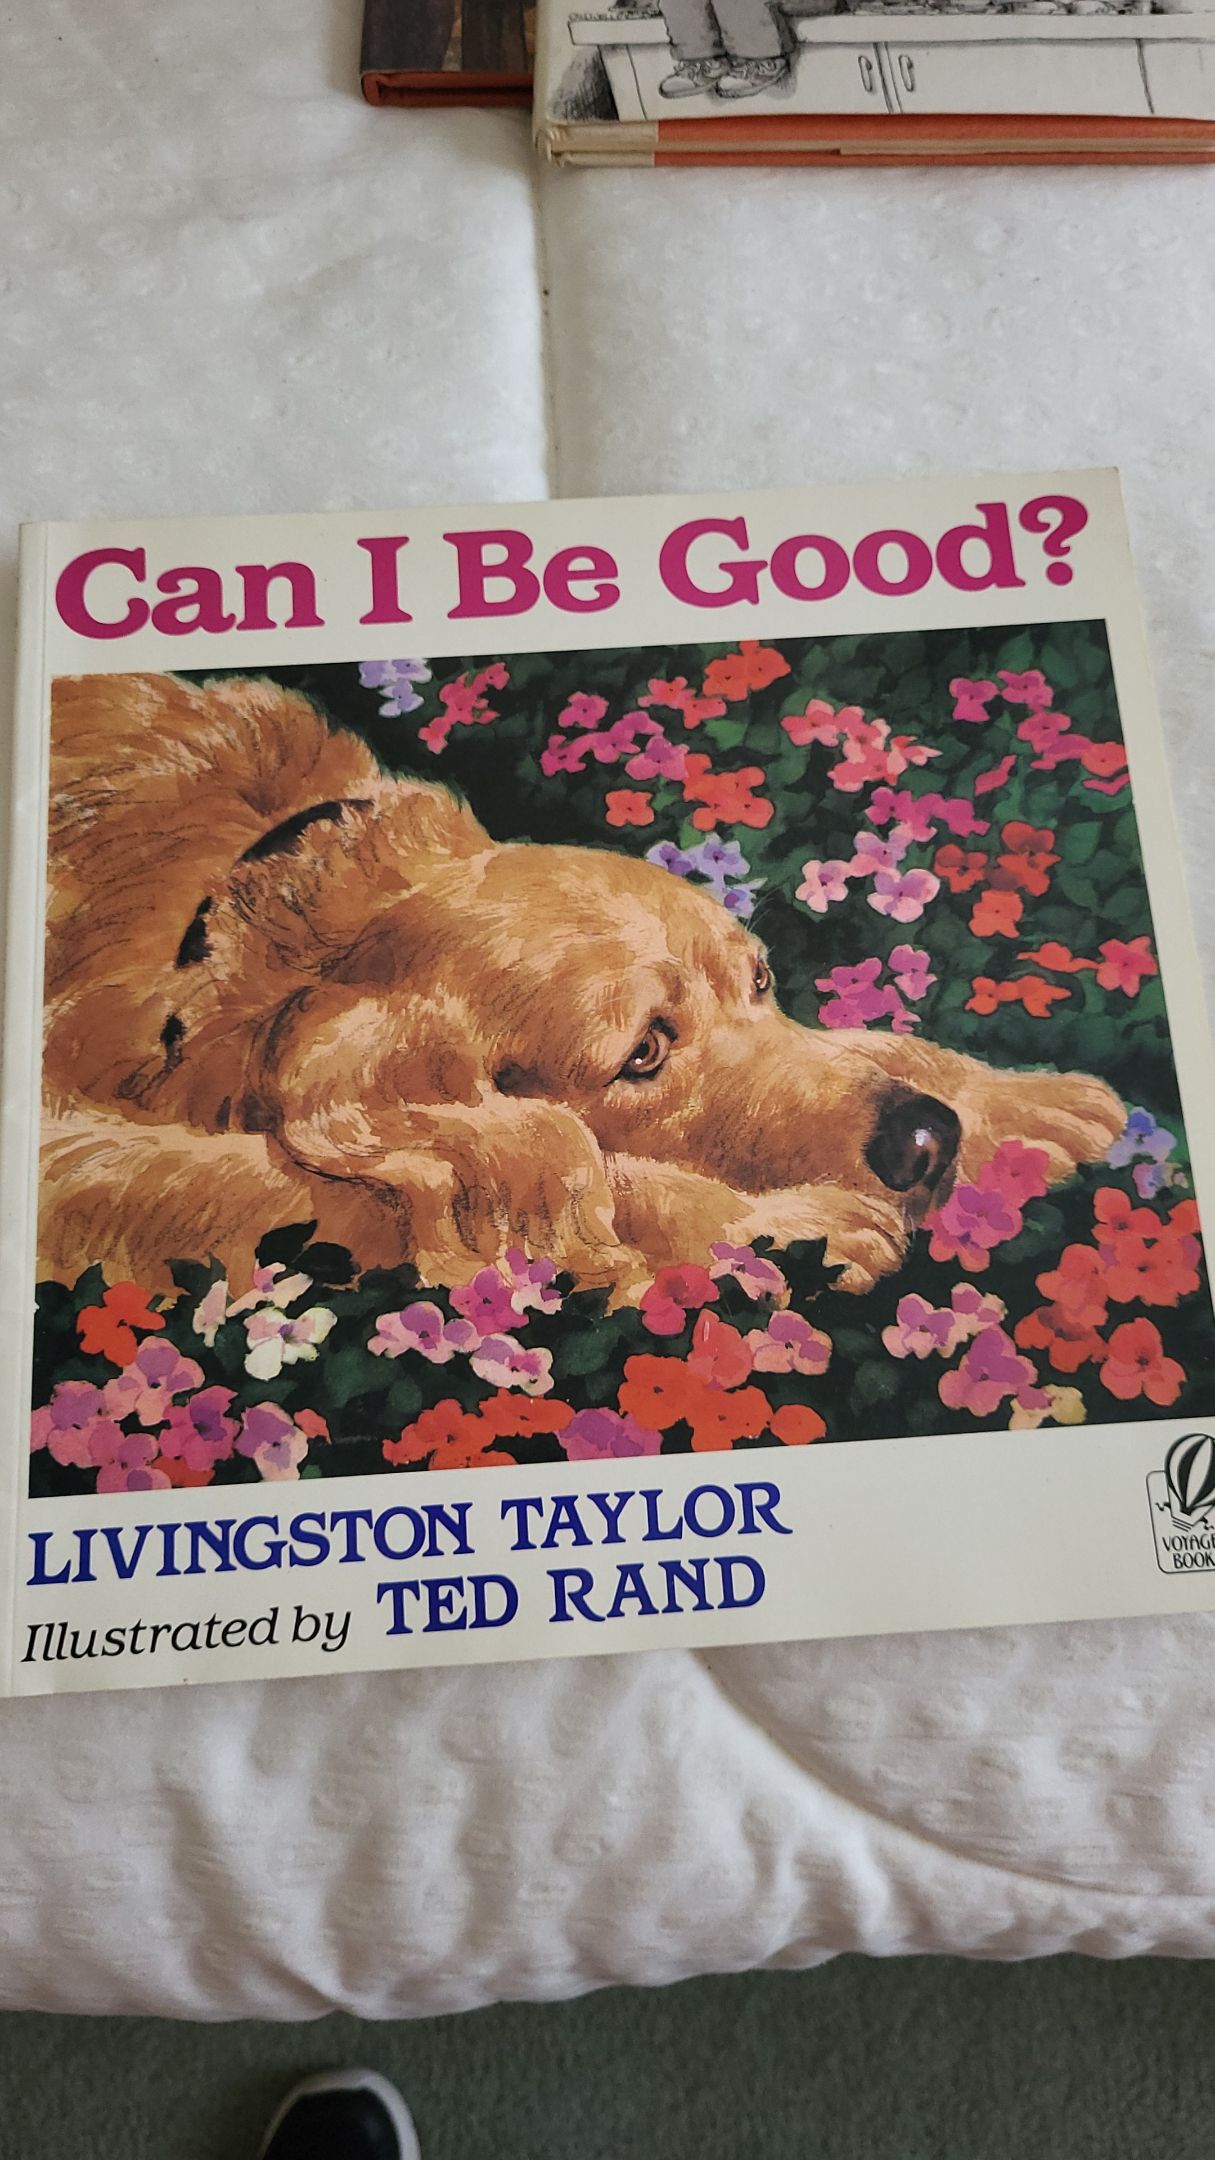 Can I Be Good?
LIVINGSTON TAYLOR
Illustrated by TED RAND